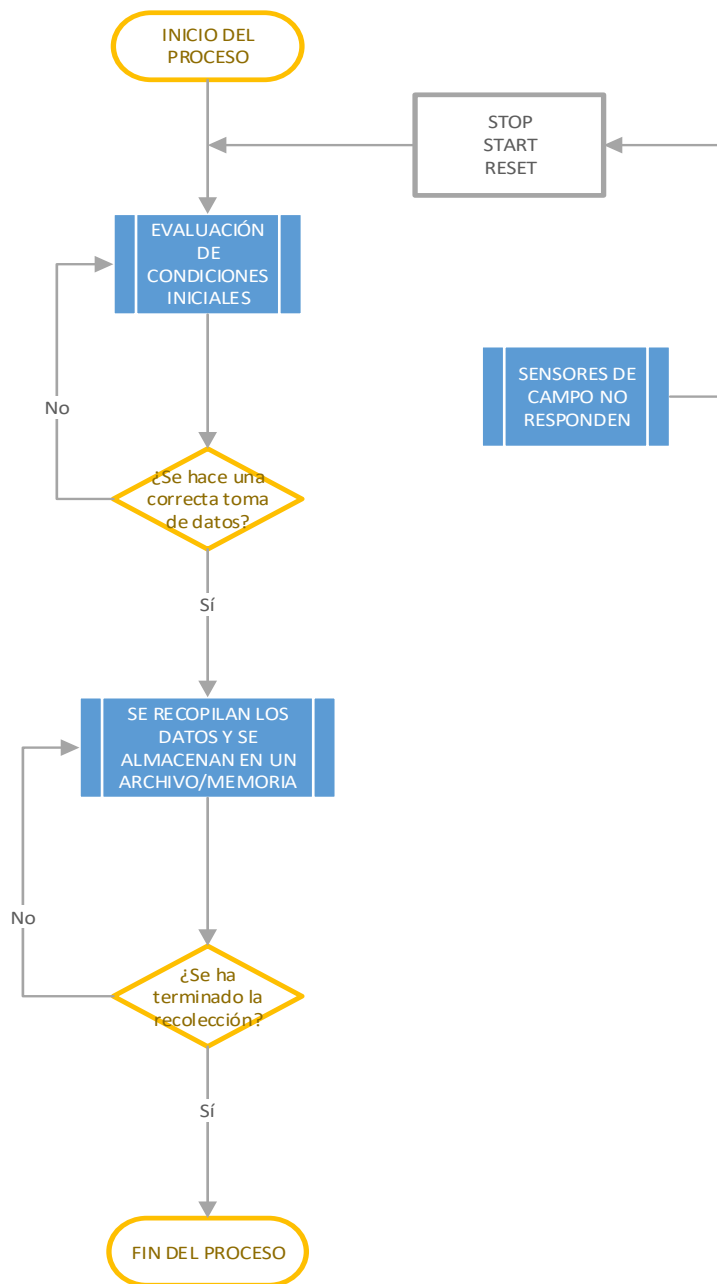 INICIO DEL
PROCESO
STOP
START
RESET
EVALUACIÓN
DE
CONDICIONES
INICIALES
SENSORES DE
CAMPO NO
RESPONDEN
No
¿Se hace una
correcta toma
de datos?
Sí
SE RECOPILAN LOS
DATOS Y SE
ALMACENAN EN UN
ARCHIVO/MEMORIA
No
¿Se ha
terminado la
recolección?
Sí
FIN DEL PROCESO